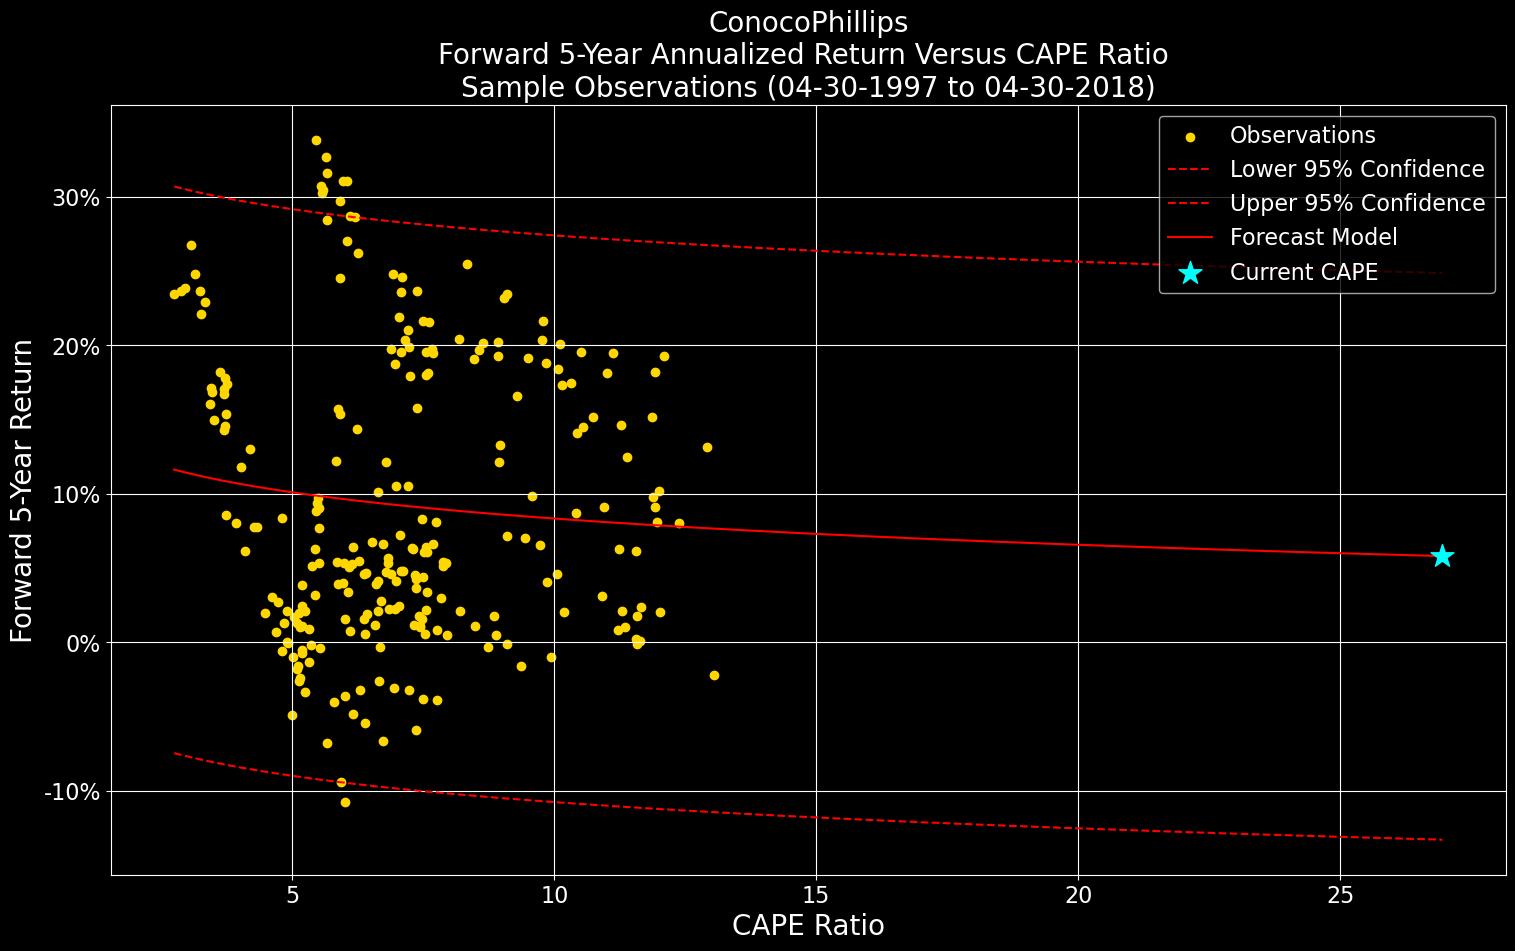 ConocoPhillips
Forward 5-Year Annualized Return Versus CAPE Ratio
Sample Observations (04-30-1997 to 04-30-2018)
Observations
Lower 95% Confidence
Upper 95% Confidence
Forecast Model
Current CAPE
Forward 5-Year Return
30%
20%
10%
0%
-10%
5
10
15
20
25
CAPE Ratio